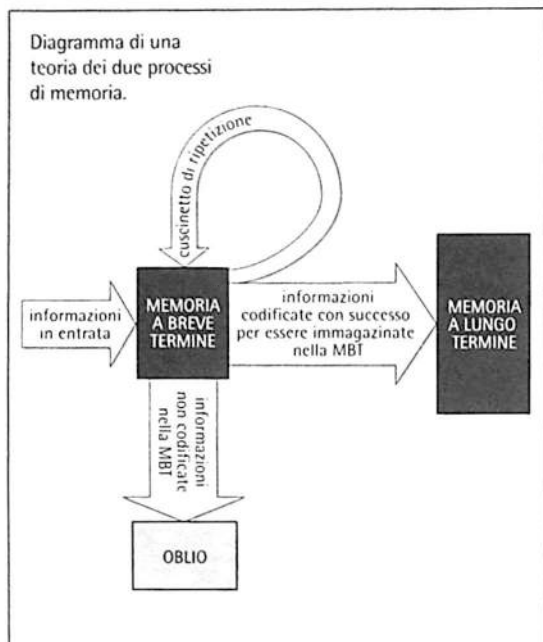 Diagramma di una
teoria dei due processi
di memoria.
cuscinetto di ripetizione
informazioni
in entrata
MEMORIA
A BREVE
TERMINE
informazioni
codificate con successo
per essere immagazinate
nella MBT
MEMORIA
A LUNGO
TERMINE
informazioni
non codificate
nella MBT
OBLIO